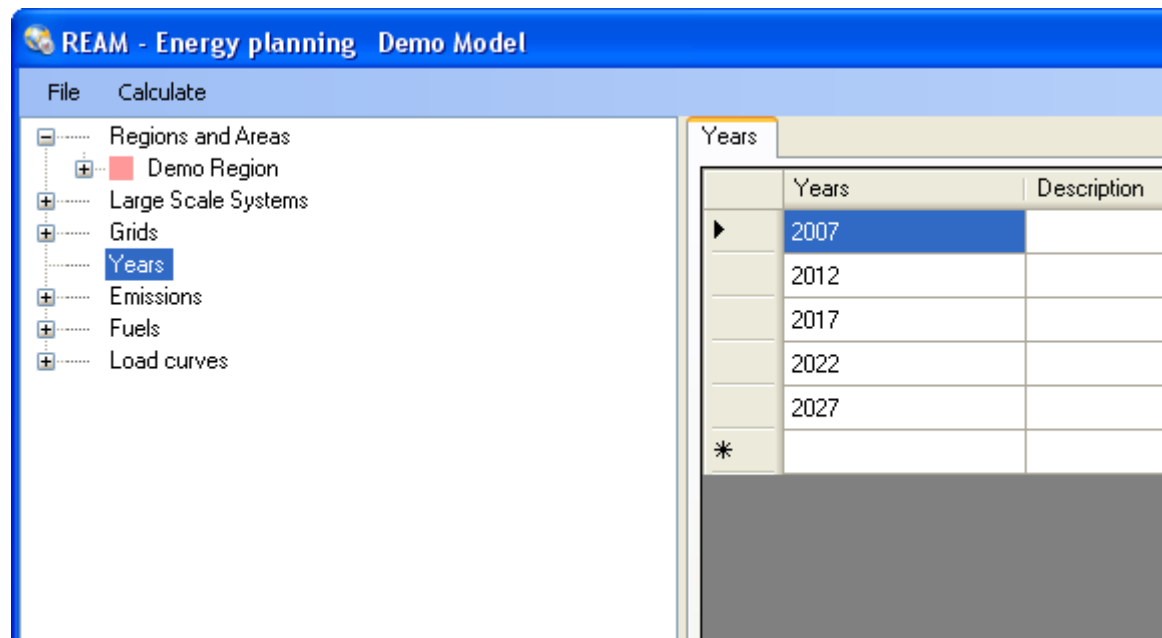 REAM - Energy planning Demo Model
File Calculate
Regions and Areas
Demo Region
Large Scale Systems
Grids
Years
Emissions
Fuels
Load curves
Years
Years Description
2007
2012
2017
2022
2027